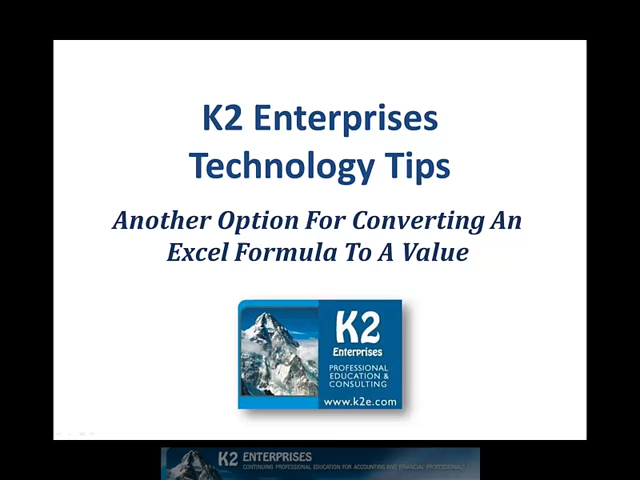 K2 Enterprises
Technology Tips
Another Option For Converting An
Excel Formula To A Value
K2
Enterprises
PROFESSIONAL
EDUCATION &
CONSULTING
www.k2e.com
K2 ENTERPRISES
CONTINUING PROFESSIONAL EDUCATION FOR ACCOUNTING AND FINANCIAL PROFESSIONALS